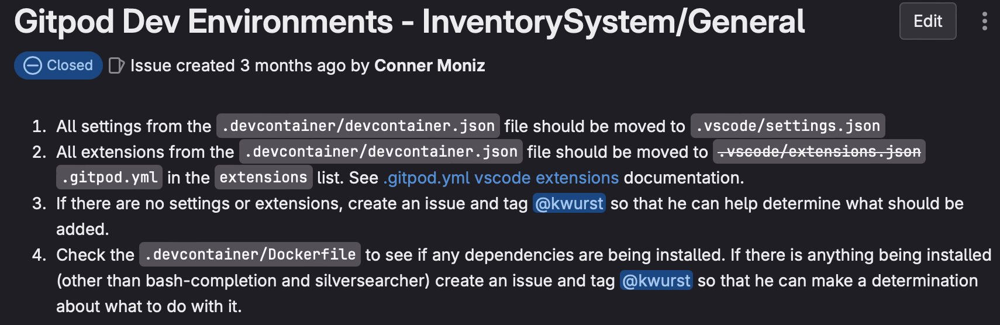 Gitpod Dev Environments - InventorySystem/General
Edit
Closed
Issue created 3 months ago by Conner Moniz
1. All settings from the .devcontainer/devcontainer.json file should be moved to .vscode/settings.json
2. All extensions from the .devcontainer/devcontainer.json file should be moved to .vscode/extensions.json
.gitpod.yml in the extensions list. See .gitpod.yml vscode extensions documentation.
3. If there are no settings or extensions, create an issue and tag @kwurst so that he can help determine what should be
added.
4. Check the .devcontainer/Dockerfile to see if any dependencies are being installed. If there is anything being installed
(other than bash-completion and silversearcher) create an issue and tag @kwurst so that he can make a determination
about what to do with it.